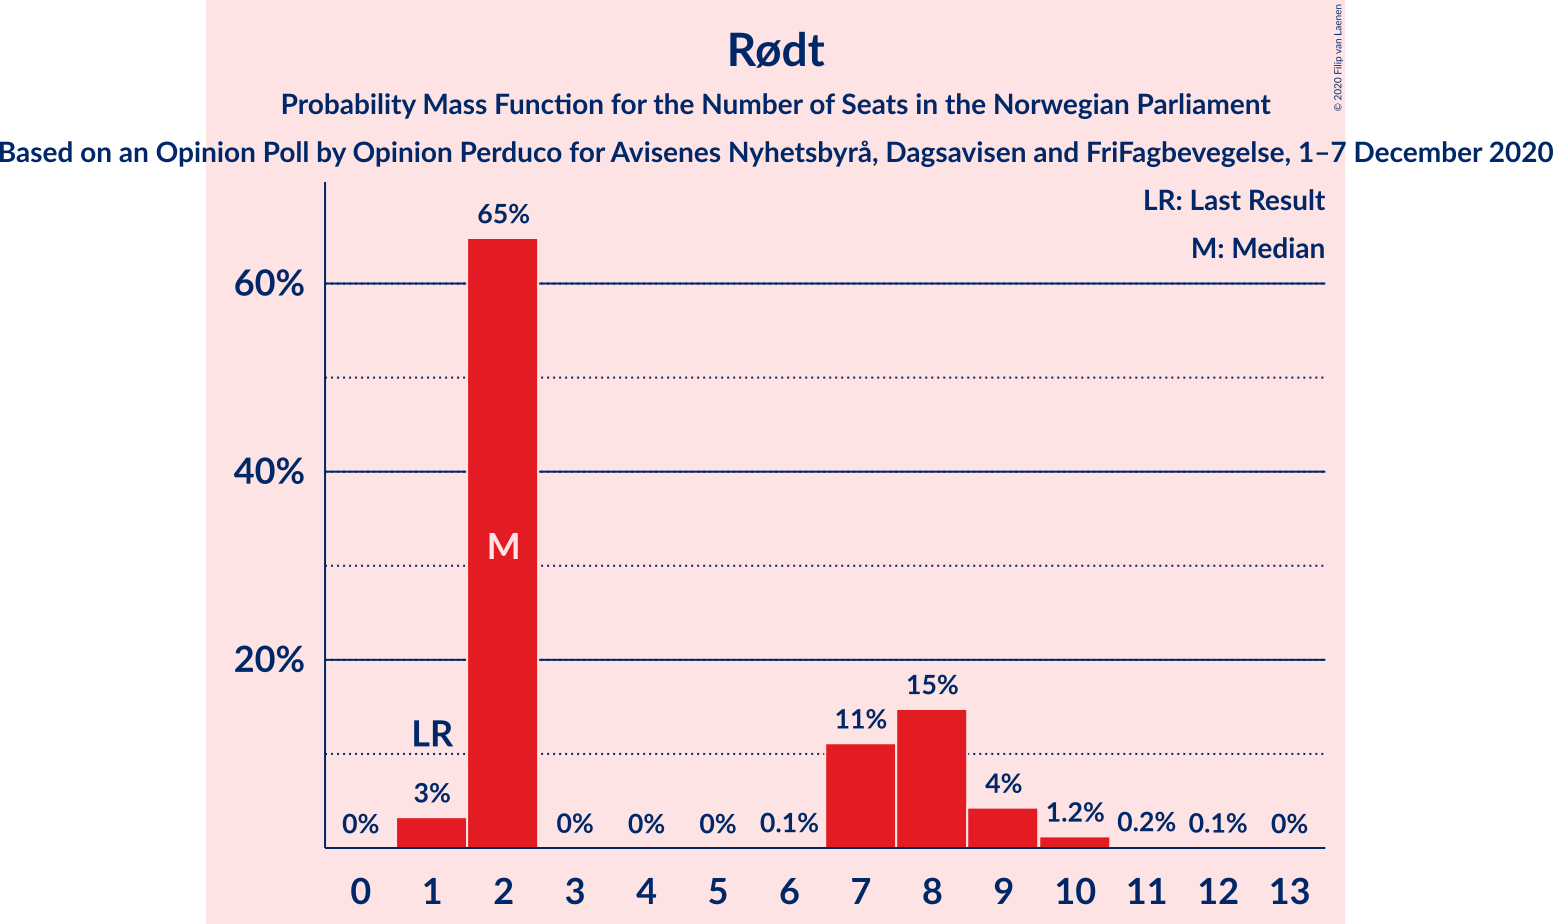 Rødt
Probability Mass Function for the Number of Seats in the Norwegian Parliament
Based on an Opinion Poll by Opinion Perduco for Avisenes Nyhetsbyrå, Dagsavisen and FriFagbevegelse, 1–7 December 2020
© 2020 Filip van Laenen
LR: Last Result
M: Median
60%
40%
20%
0%
3%
LR
65%
M
0%
0%
0%
0.1%
11%
15%
4%
1.2%
0.2%
0.1%
0%
0 1 2 3 4 5 6 7 8 9 10 11 12 13